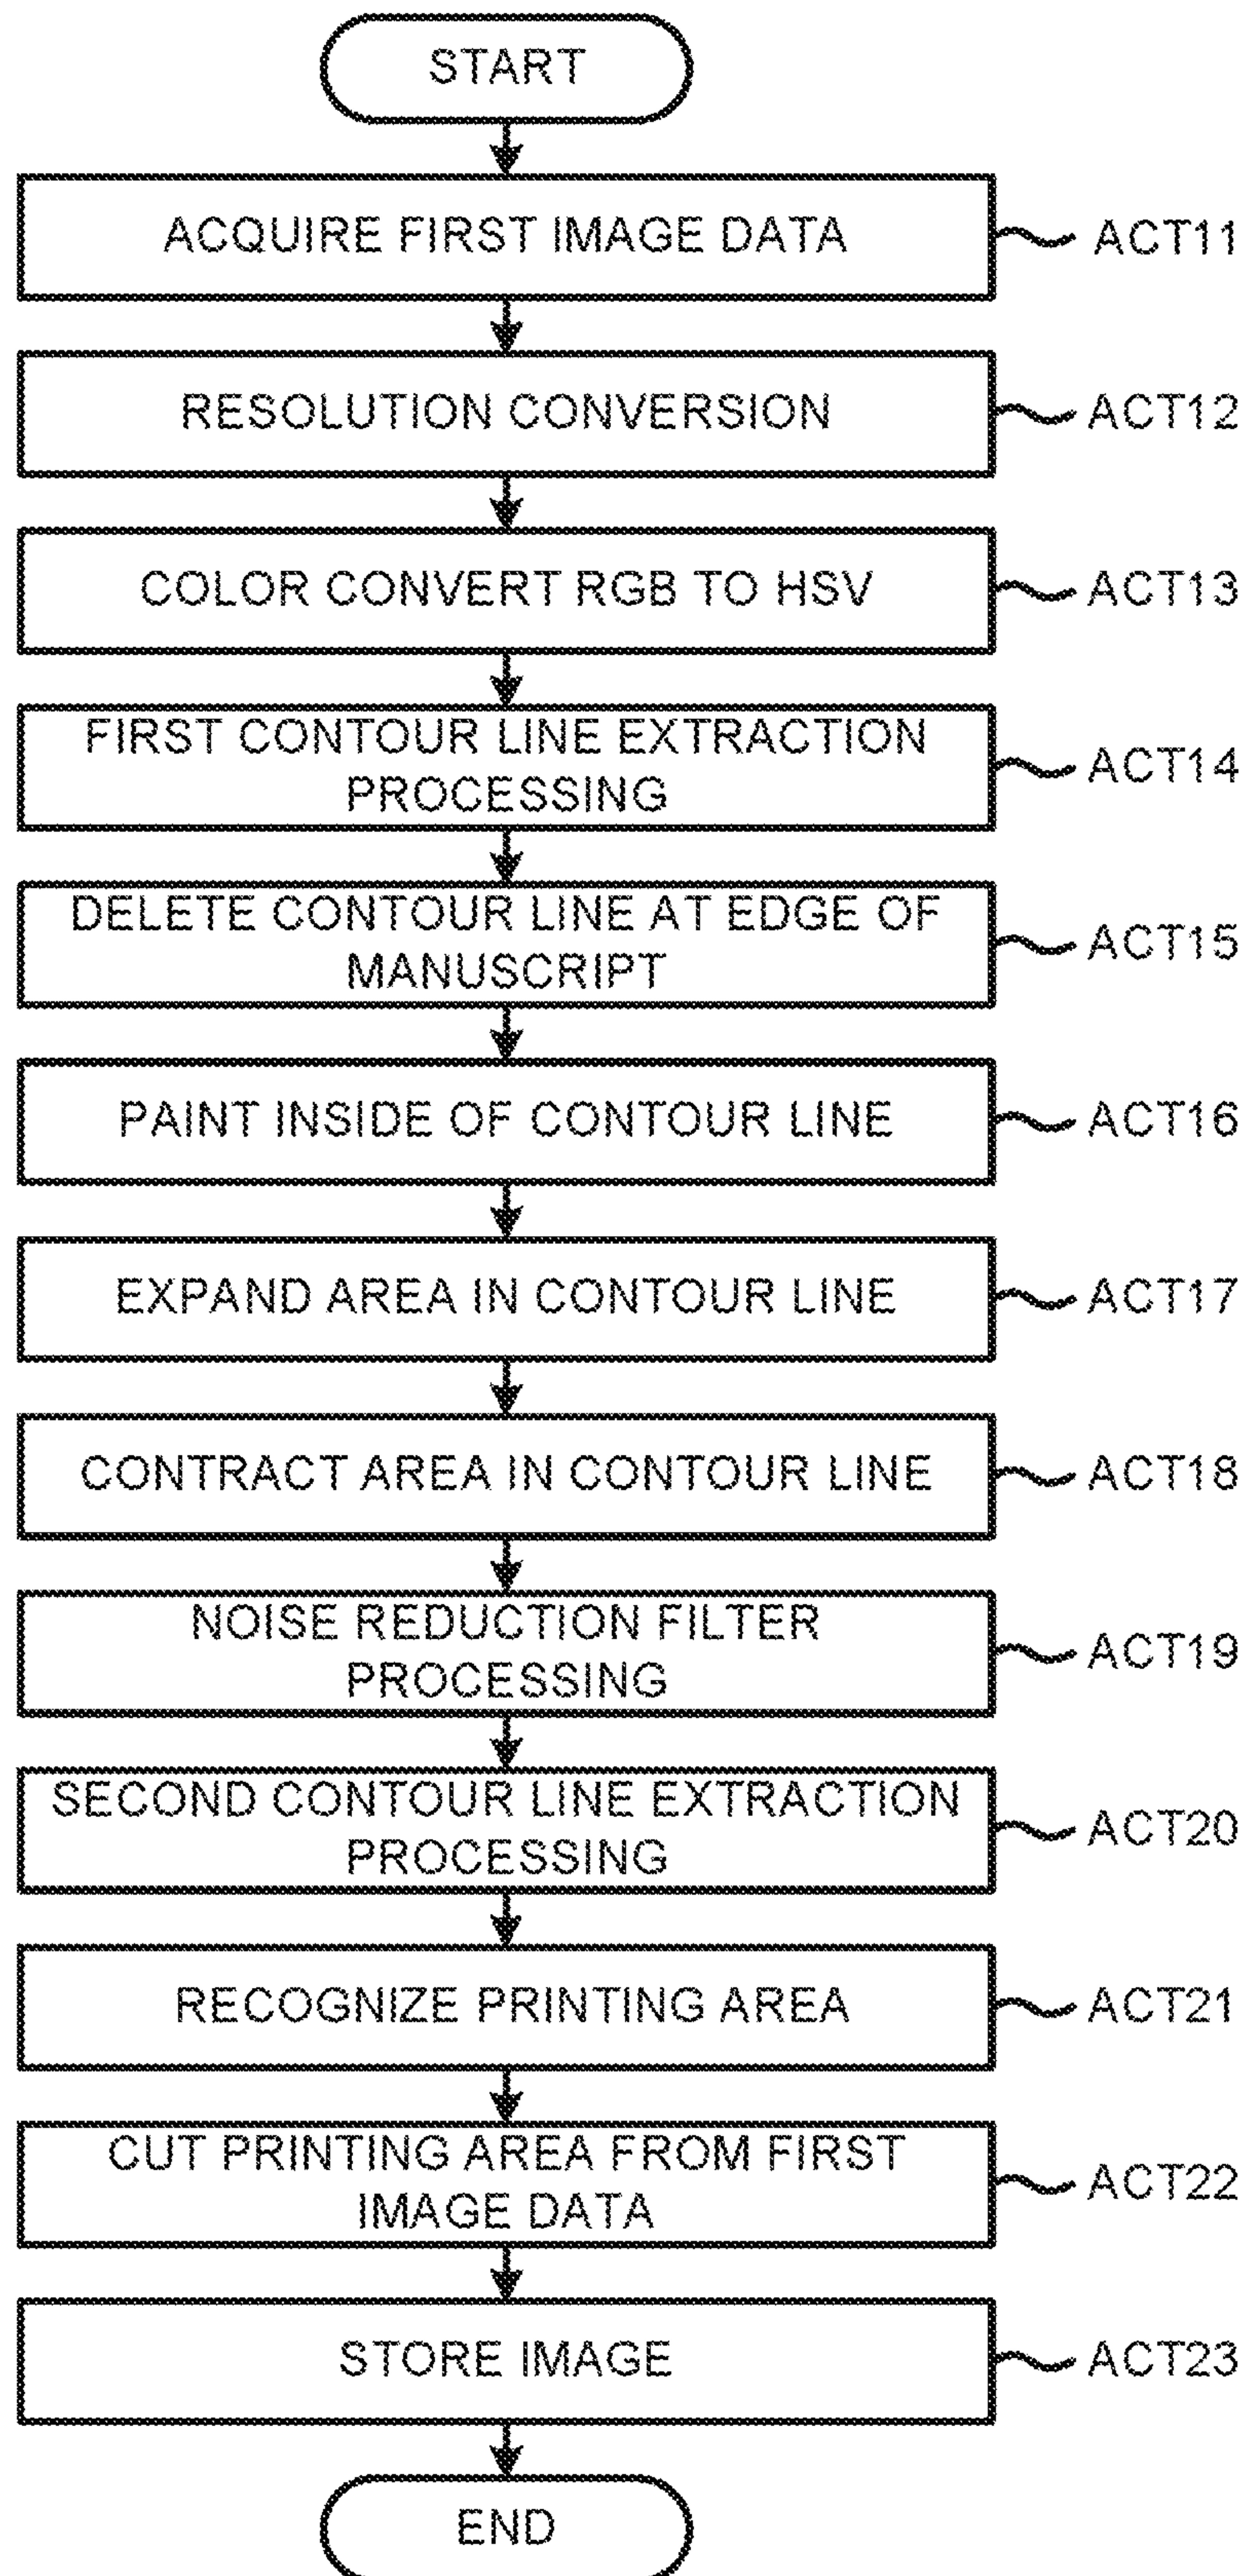 START
ACQUIRE FIRST IMAGE DATA
ACT11
RESOLUTION CONVERSION
ACT12
COLOR CONVERT RGB TO HSV
ACT13
FIRST CONTOUR LINE EXTRACTION
PROCESSING
ACT14
DELETE CONTOUR LINE AT EDGE OF
MANUSCRIPT
ACT15
PAINT INSIDE OF CONTOUR LINE
ACT16
EXPAND AREA IN CONTOUR LINE
ACT17
CONTRACT AREA IN CONTOUR LINE
ACT18
NOISE REDUCTION FILTER
PROCESSING
ACT19
SECOND CONTOUR LINE EXTRACTION
PROCESSING
ACT20
RECOGNIZE PRINTING AREA
ACT21
CUT PRINTING AREA FROM FIRST
IMAGE DATA
ACT22
STORE IMAGE
ACT23
END